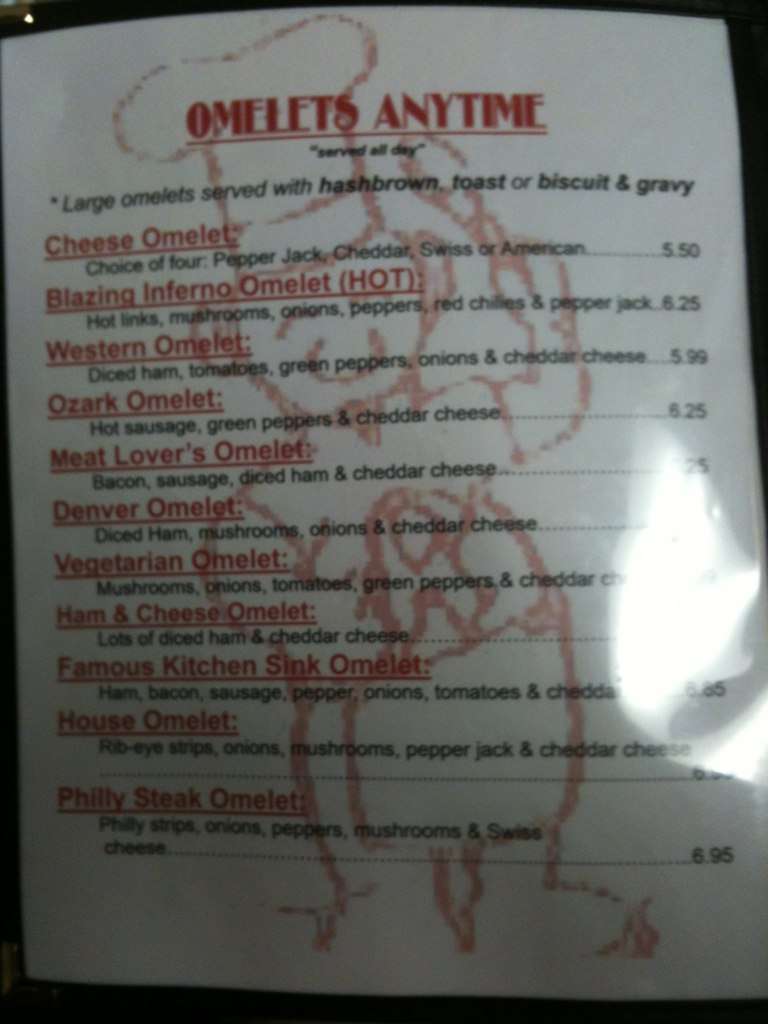 OMELETS ANYTIME
"served all day"
* Large omelets served with hashbrown, toast or biscuit & gravy
Cheese Omelet:
Choice of four: Pepper Jack, Cheddar, Swiss or American............5.50
Blazing Inferno Omelet (HOT):
Hot links, mushrooms, onions, peppers, red chilies & pepper jack..6.25
Western Omelet:
Diced ham, tomatoes, green peppers, onions & cheddar cheese....5.99
Ozark Omelet:
Hot sausage, green peppers & cheddar cheese..........................6.25
Meat Lover's Omelet:
Bacon, sausage, diced ham & cheddar cheese..........................
Denver Omelet:
Diced Ham, mushrooms, onions & cheddar cheese....................
Vegetarian Omelet:
Mushrooms, onions, tomatoes, green peppers & cheddar
Ham & Cheese Omelet:
Lots of diced ham & cheddar cheese.......................................
Famous Kitchen Sink Omelet:
Ham, bacon, sausage, pepper, onions, tomatoes & 
House Omelet:
Rib-eye strips, onions, mushrooms, pepper jack & cheddar cheese
Philly Steak Omelet:
Philly strips, onions, peppers, mushrooms & Swiss
cheese.................................................................................6.95